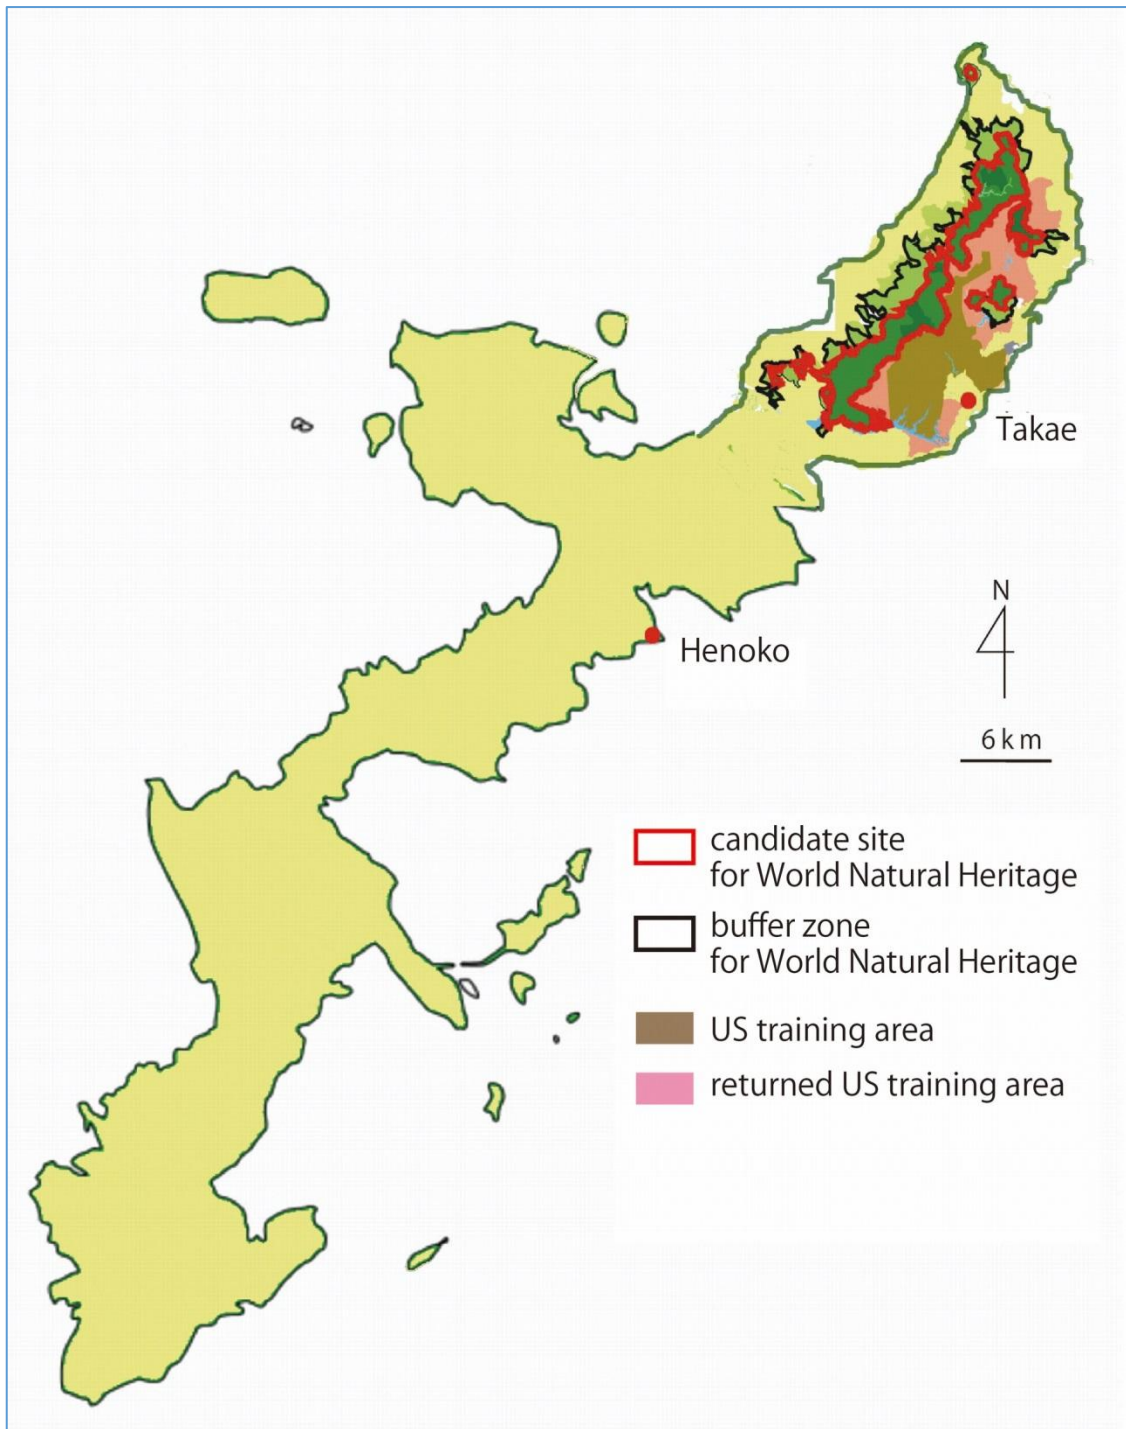 Takae
N
Henoko
6 km
candidate site
for World Natural Heritage
buffer zone
for World Natural Heritage
US training area
returned US training area